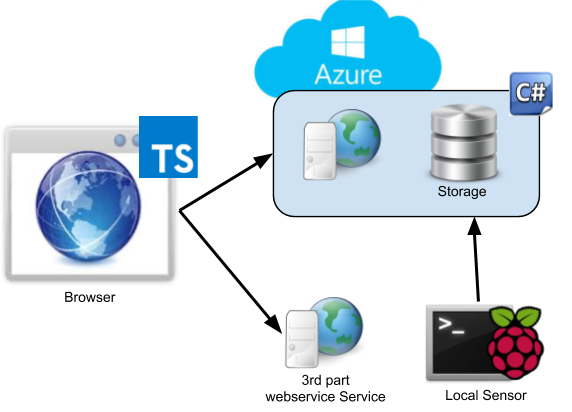 Azure
C#
TS
Storage
Browser
>_
3rd part
webservice Service
Local Sensor